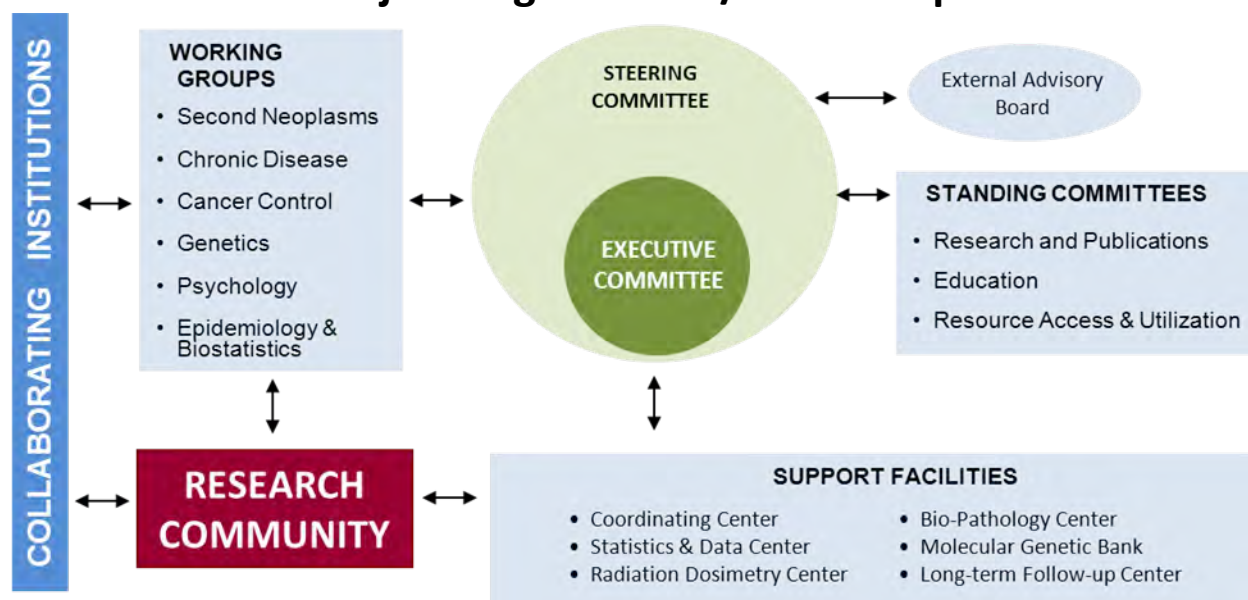 COLLABORATING INSTITUTIONS
WORKING
GROUPS
• Second Neoplasms
• Chronic Disease
• Cancer Control
• Genetics
• Psychology
• Epidemiology &
Biostatistics
STEERING
COMMITTEE
EXECUTIVE
COMMITTEE
External Advisory
Board
STANDING COMMITTEES
• Research and Publications
• Education
• Resource Access & Utilization
RESEARCH
COMMUNITY
SUPPORT FACILITIES
• Coordinating Center
• Statistics & Data Center
• Radiation Dosimetry Center
• Bio-Pathology Center
• Molecular Genetic Bank
• Long-term Follow-up Center